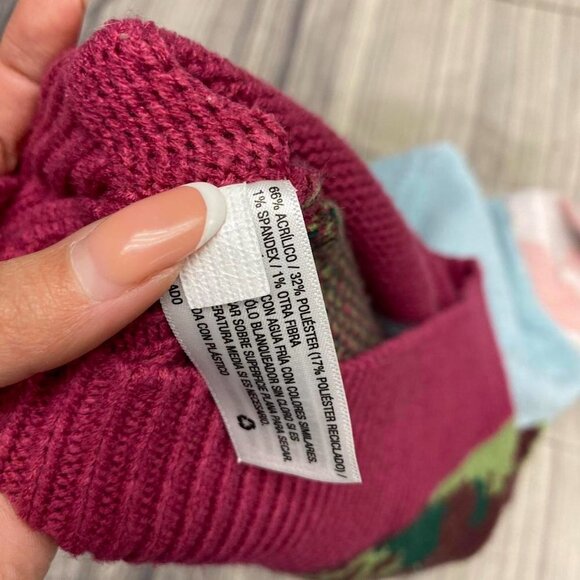 66% ACRÍLICO / 32% POLIÉSTER (17% POLIÉSTER RECICLADO) /
1% SPANDEX / 1% OTRA FIBRA
CON AGUA FRÍA CON COLORES SIMILARES.
BLANQUEADOR SIN CLORO SI ES
SOBRE SUPERFICIE PLANA PARA SECAR.
MEDIA SI ES NECESARIO.
CON PLÁSTICO